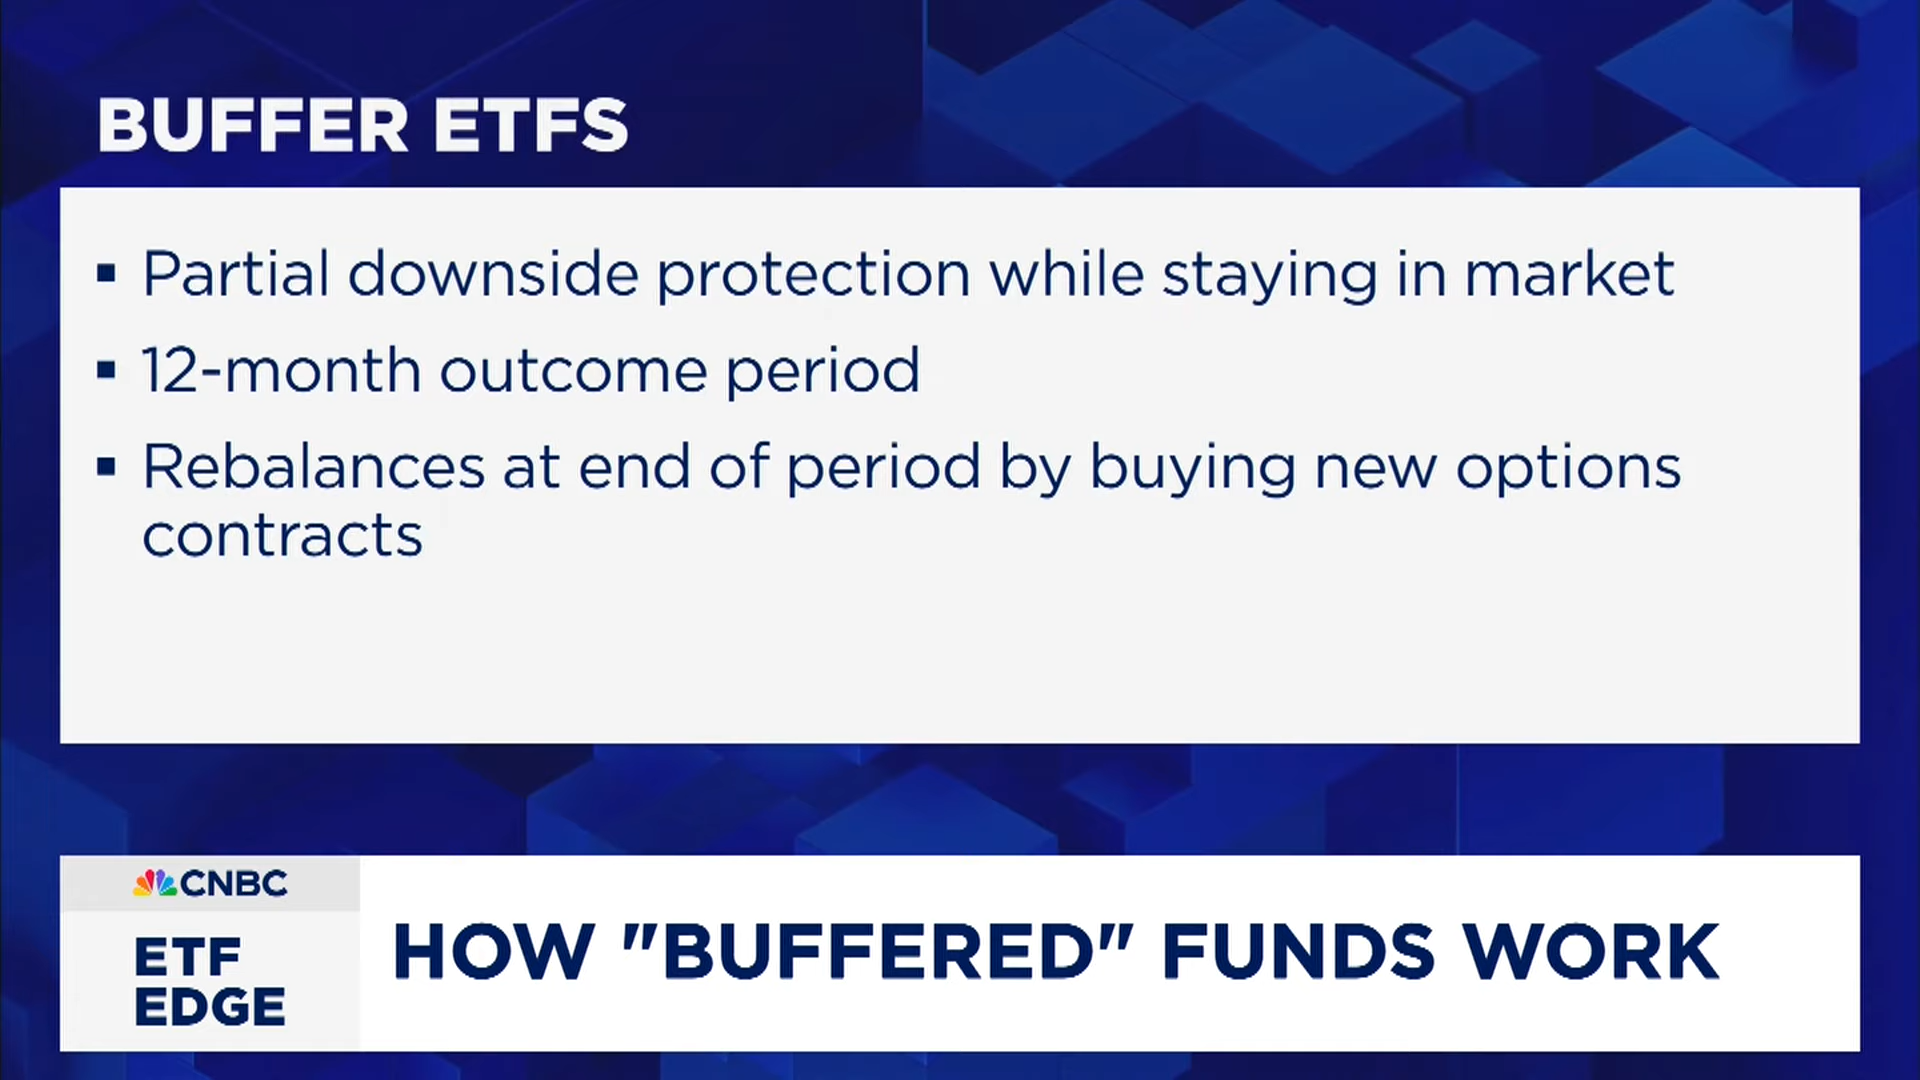 BUFFER ETFS
▪ Partial downside protection while staying in market
▪ 12-month outcome period
▪ Rebalances at end of period by buying new options
contracts
CNBC
ETF
EDGE
HOW "BUFFERED" FUNDS WORK